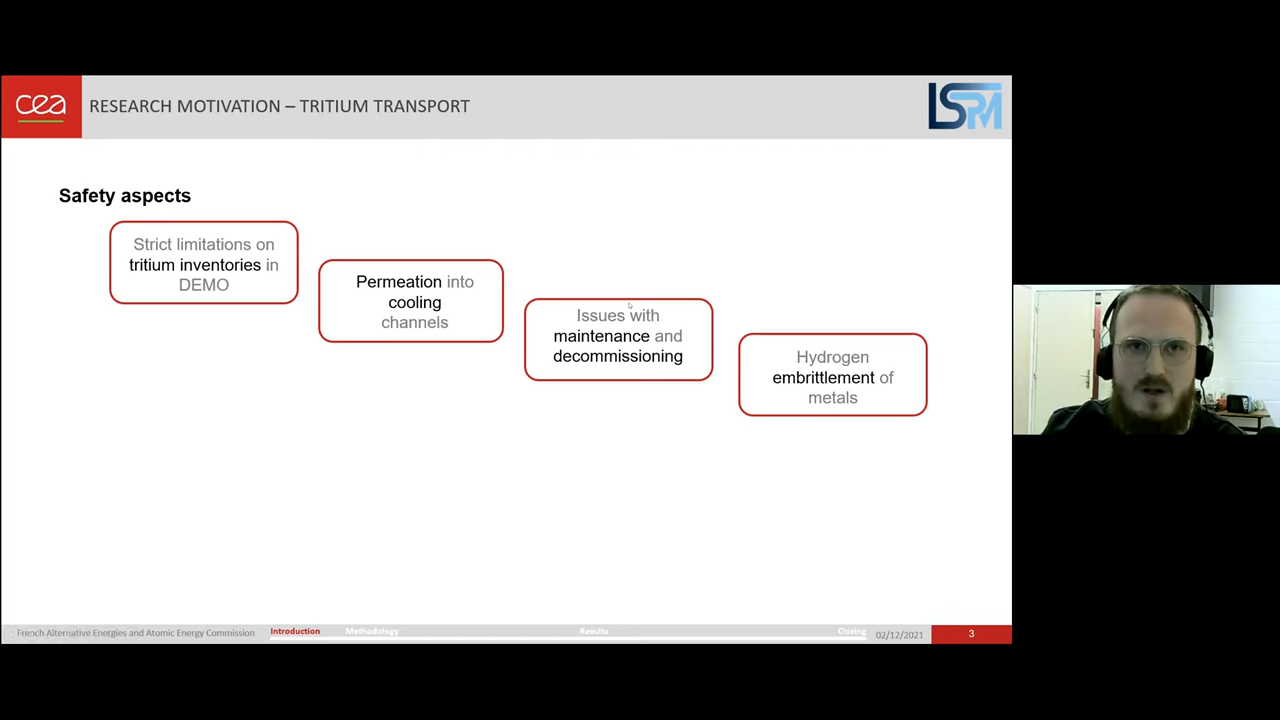 cea
RESEARCH MOTIVATION – TRITIUM TRANSPORT
LSPM
Safety aspects
Strict limitations on
tritium inventories in
DEMO
Permeation into
cooling
channels
Issues with
maintenance and
decommissioning
Hydrogen
embrittlement of
metals
French Alternative Energies and Atomic Energy Commission
Introduction
Methodology
Results
Closing
02/12/2021
3